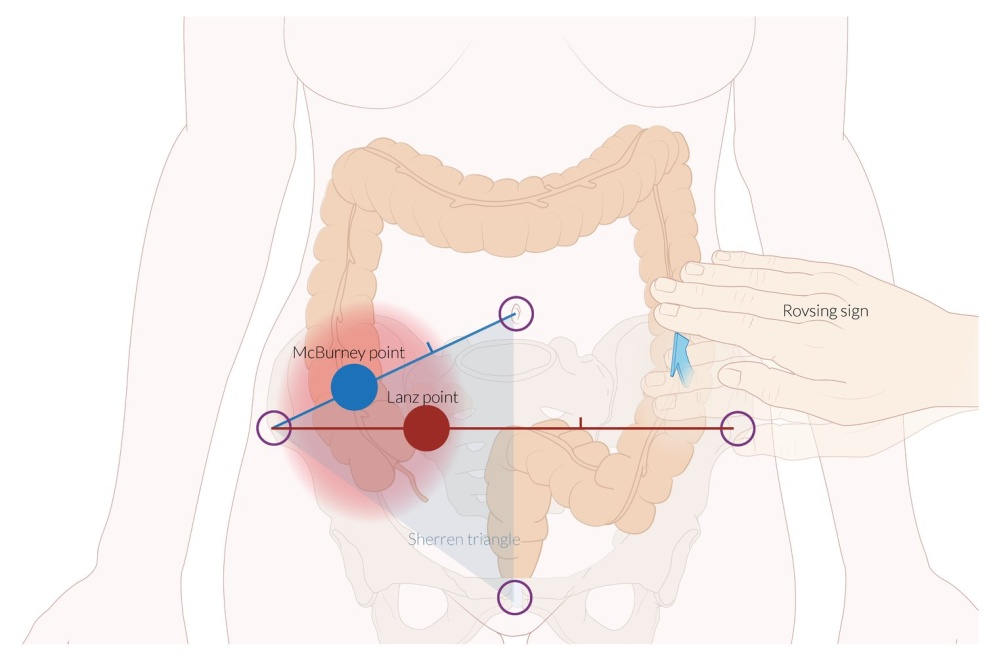 Rovsing sign
McBurney point
Lanz point
Sherren triangle